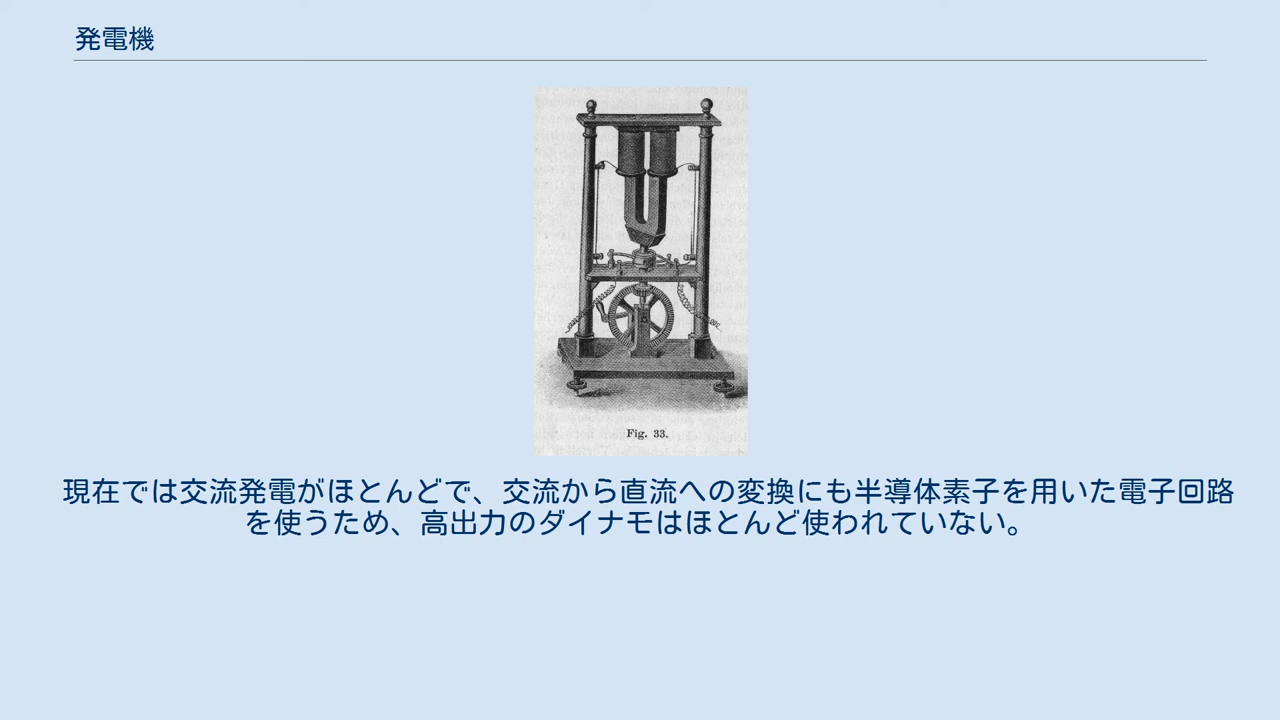 発電機
Fig. 33.
現在では交流発電がほとんどで、交流から直流への変換にも半導体素子を用いた電子回路
を使うため、高出力のダイナモはほとんど使われていない。